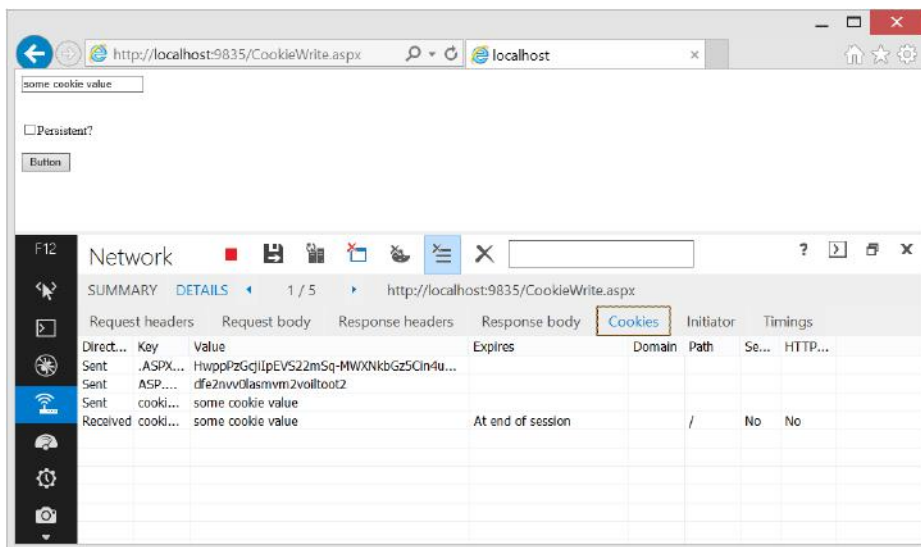 http://localhost:9835/CookieWrite.aspx localhost
some cookie value
Persistent?
Button
F12 Network ?
SUMMARY DETAILS 1 / 5 http://localhost:9835/CookieWrite.aspx
Request headers Request body Response headers Response body Cookies Initiator Timings
Direct... Key Value Expires Domain Path Se... HTTP...
Sent .ASPX...
Sent ASP....
Sent cooki... some cookie value
Received cooki... some cookie value At end of session / No No